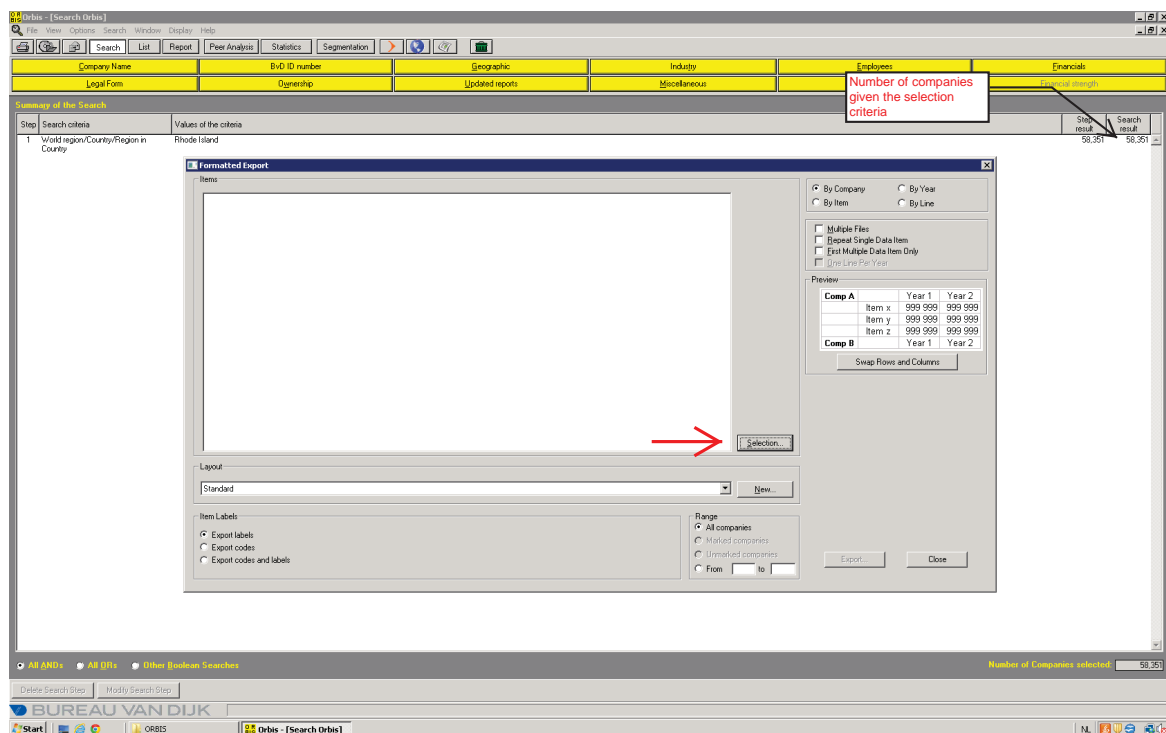 Orbis - [Search Orbis]
File View Options Search Window Display Help
Search List Report Peer Analysis Statistics Segmentation
Company Name BvD ID number Geographic Industry Employees Financials
Legal Form Ownership Updated reports Miscellaneous Financial strength
Number of companies
given the selection
criteria
Summary of the Search
Step Search criteria Values of the criteria Step result Search result
1 World region/Country/Region in Country Rhode Island 58,351 58,351
Formatted Export
Items
By Company By Year
By Item By Line
Multiple Files
Repeat Single Data Item
First Multiple Data Item Only
One Line Per Year
Preview
Comp A Year 1 Year 2
Item x 999 999 999 999
Item y 999 999 999 999
Item z 999 999 999 999
Comp B Year 1 Year 2
Swap Rows and Columns
Selection...
Layout
Standard New...
Item Labels
Export labels
Export codes
Export codes and labels
Range
All companies
Marked companies
Unmarked companies
From to
Export... Close
All ANDs All ORs Other Boolean Searches Number of Companies selected: 58,351
Delete Search Step Modify Search Step
BUREAU VAN DIJK
Start ORBIS Orbis - [Search Orbis] NL